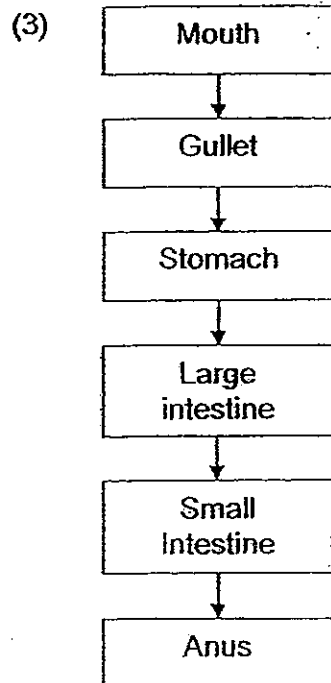 (3)
Mouth
Gullet
Stomach
Large
intestine
Small
Intestine
Anus